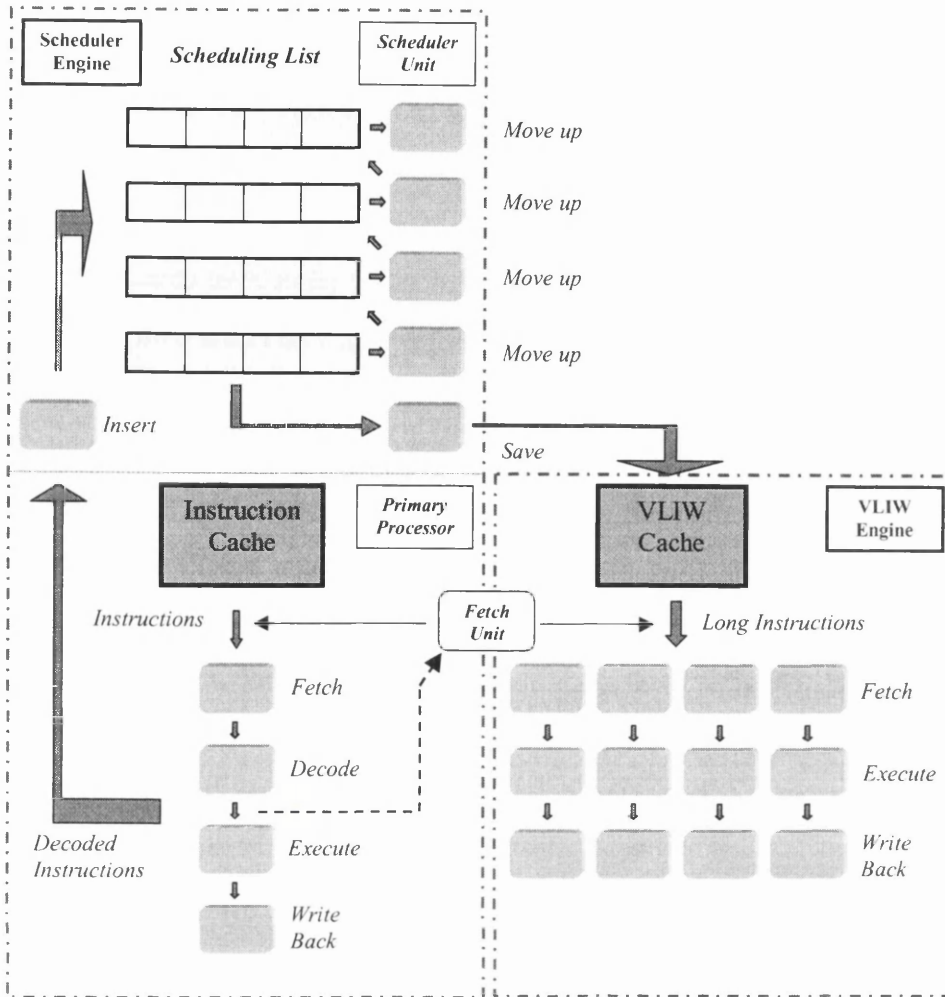 Scheduler
Engine
Scheduling List
Scheduler
Unit
Move up
Move up
Move up
Move up
Insert
Save
Instruction
Cache
Primary
Processor
VLIW
Cache
VLIW
Engine
Instructions
Fetch
Unit
Long Instructions
Fetch
Fetch
Decode
Execute
Decoded
Instructions
Execute
Write
Back
Write
Back